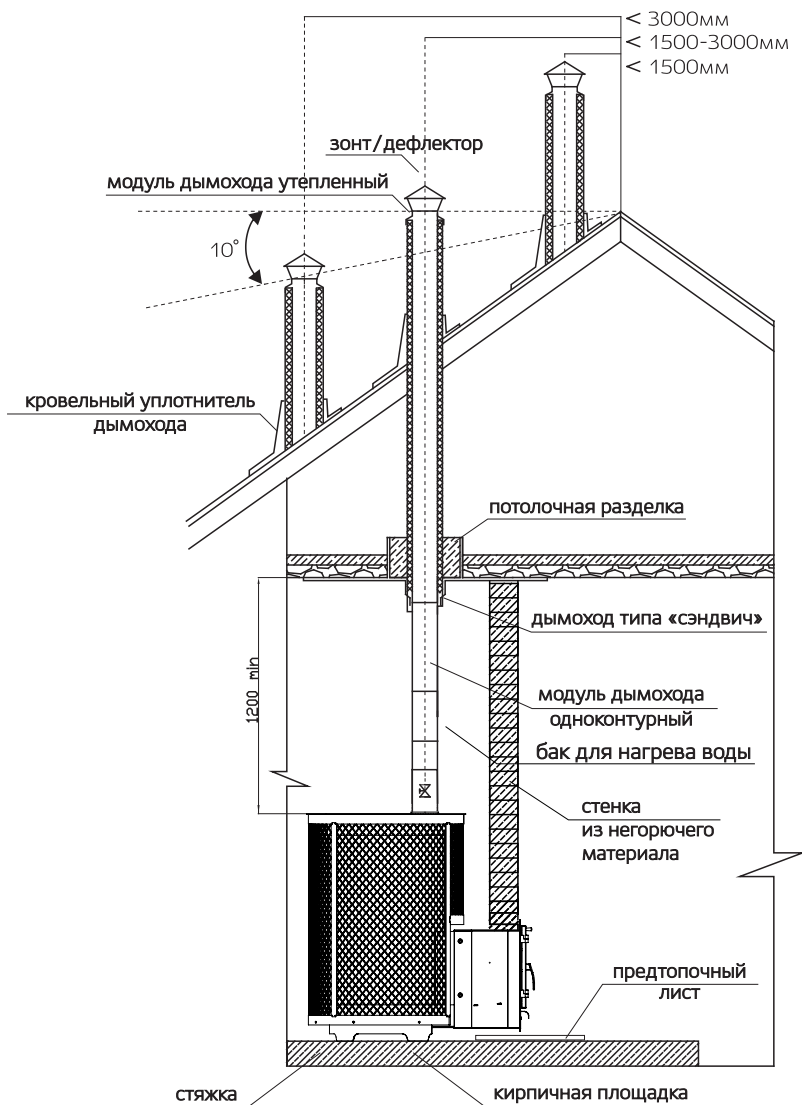 < 3000мм
< 1500-3000мм
< 1500мм
зонт/дефлектор
модуль дымохода утепленный
10°
кровельный уплотнитель
дымохода
потолочная разделка
дымоход типа «сэндвич»
1200 min
модуль дымохода
одноконтурный
бак для нагрева воды
стенка
из негорючего
материала
предтопочный
лист
стяжка
кирпичная площадка